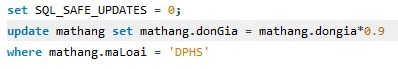 set SQL_SAFE_UPDATES = 0;
update mathang set mathang.donGia = mathang.dongia*0.9
where mathang.maLoai = 'DPHS'